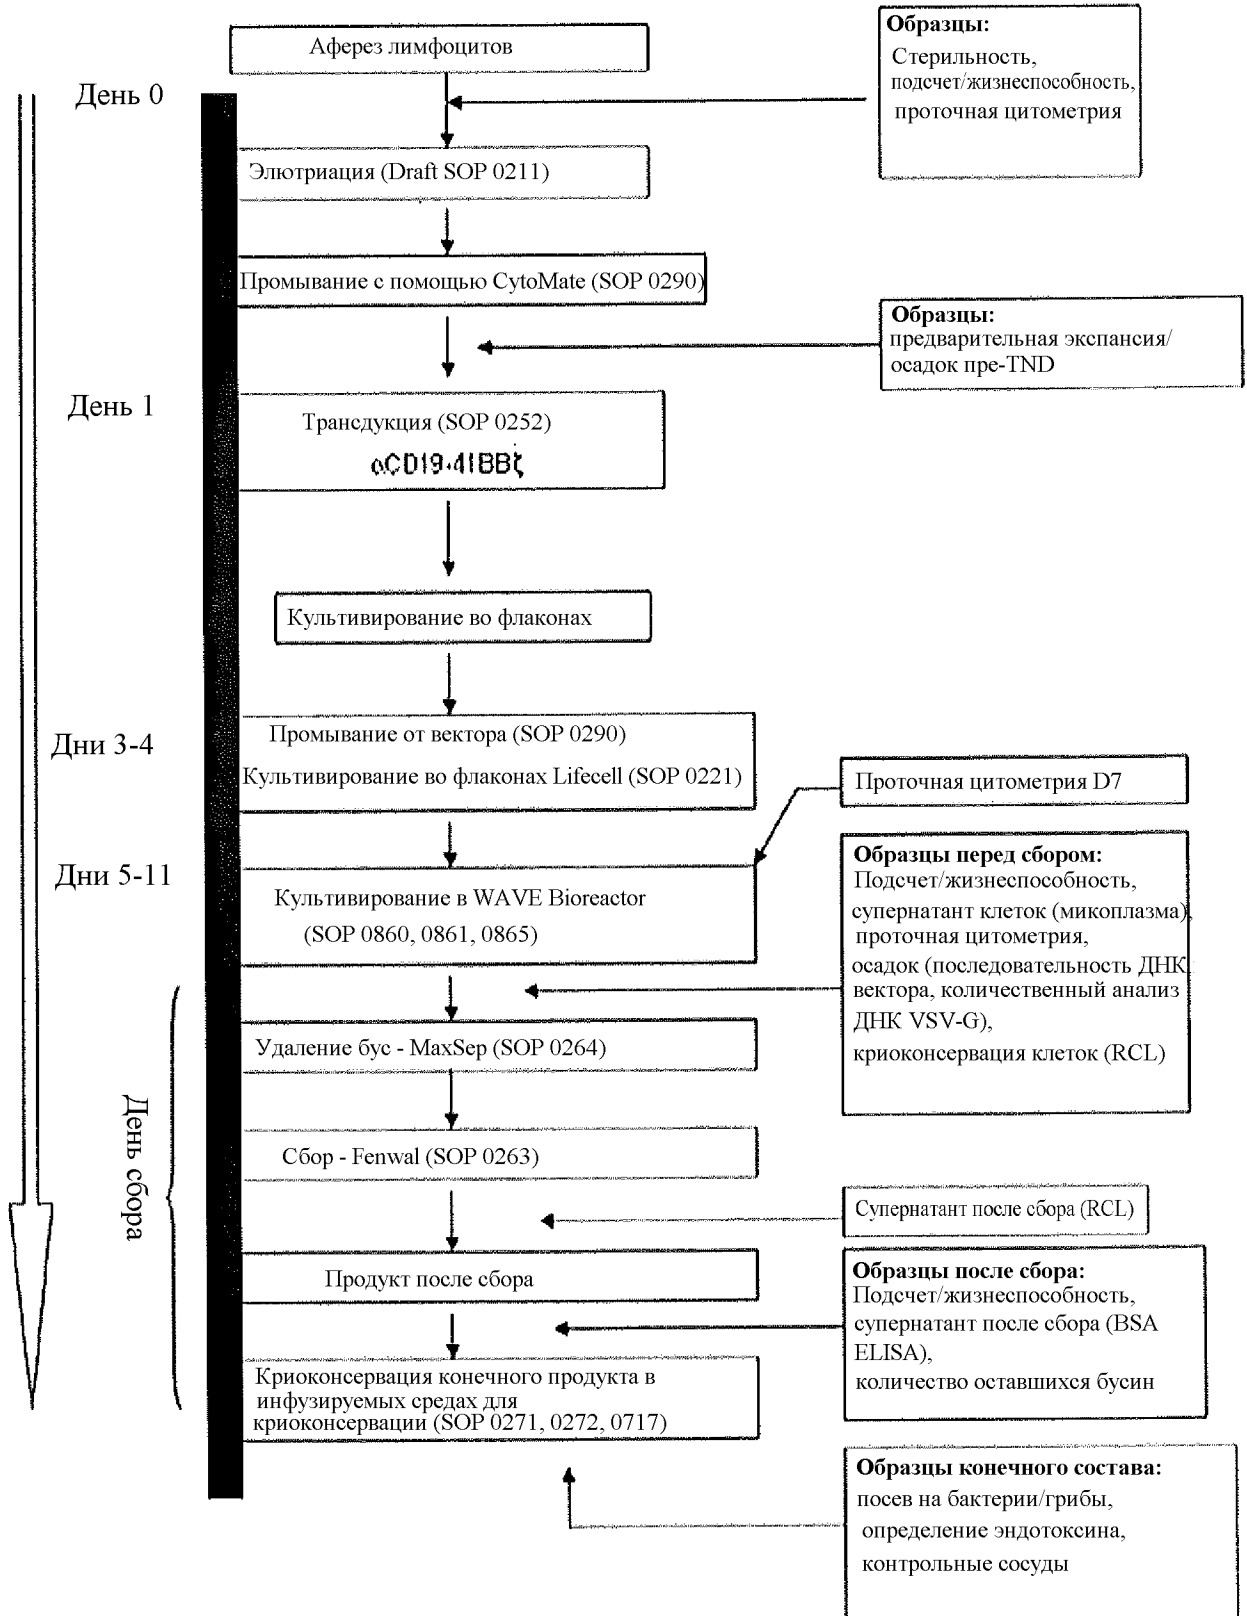 Аферез лимфоцитов
Образцы:
Стерильность,
подсчет/жизнеспособность,
проточная цитометрия
День 0
Элютриация (Draft SOP 0211)
Промывание с помощью CytoMate (SOP 0290)
Образцы:
предварительная экспансия/
осадок пре-TND
День 1
Трансдукция (SOP 0252)
αCD19-41BBζ
Культивирование во флаконах
Дни 3-4
Промывание от вектора (SOP 0290)
Культивирование во флаконах Lifecell (SOP 0221)
Проточная цитометрия D7
Дни 5-11
Культивирование в WAVE Bioreactor
(SOP 0860, 0861, 0865)
Образцы перед сбором:
Подсчет/жизнеспособность,
супернатант клеток (микоплазма),
проточная цитометрия,
осадок (последовательность ДНК
вектора, количественный анализ
ДНК VSV-G),
криоконсервация клеток (RCL)
День сбора
Удаление бус - MaxSep (SOP 0264)
Сбор - Fenwal (SOP 0263)
Супернатант после сбора (RCL)
Продукт после сбора
Образцы после сбора:
Подсчет/жизнеспособность,
супернатант после сбора (BSA
ELISA),
количество оставшихся бусин
Криоконсервация конечного продукта в
инфузируемых средах для
криоконсервации (SOP 0271, 0272, 0717)
Образцы конечного состава:
посев на бактерии/грибы,
определение эндотоксина,
контрольные сосуды